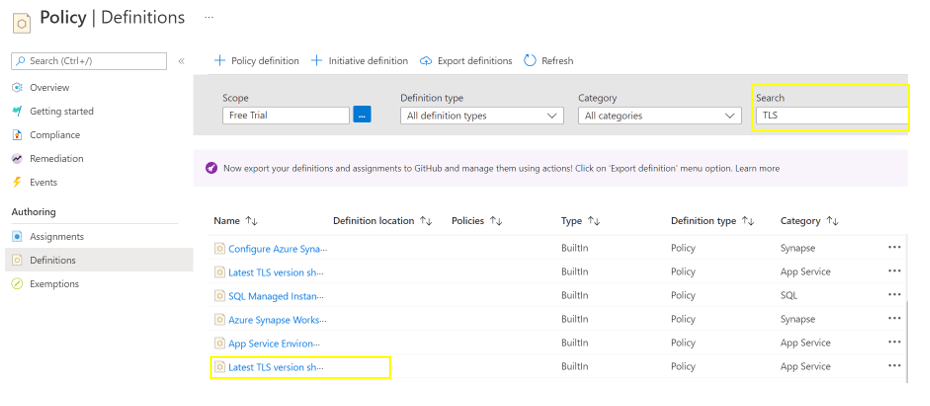 Policy | Definitions ...
Search (Ctrl+/) «
Overview
Getting started
Compliance
Remediation
Events
Authoring
Assignments
Definitions
Exemptions
+ Policy definition + Initiative definition Export definitions Refresh
Scope Definition type Category Search
Free Trial ... All definition types All categories TLS
Now export your definitions and assignments to GitHub and manage them using actions! Click on 'Export definition' menu option. Learn more
Name ↑↓ Definition location ↑↓ Policies ↑↓ Type ↑↓ Definition type ↑↓ Category ↑↓
Configure Azure Syna... BuiltIn Policy Synapse ...
Latest TLS version sh... BuiltIn Policy App Service ...
SQL Managed Instan... BuiltIn Policy SQL ...
Azure Synapse Works... BuiltIn Policy Synapse ...
App Service Environ... BuiltIn Policy App Service ...
Latest TLS version sh... BuiltIn Policy App Service ...